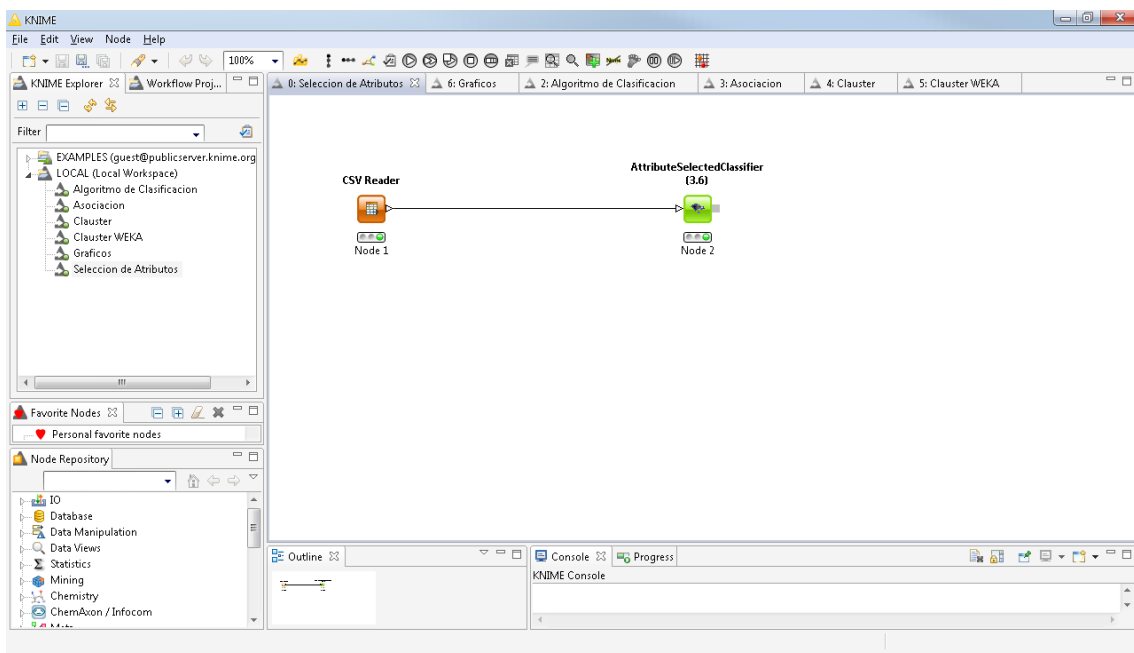 KNIME
File Edit View Node Help
100%
KNIME Explorer Workflow Proj...
Filter
EXAMPLES (guest@publicserver.knime.org
LOCAL (Local Workspace)
Algoritmo de Clasificacion
Asociacion
Clauster
Clauster WEKA
Graficos
Seleccion de Atributos
Favorite Nodes
Personal favorite nodes
Node Repository
IO
Database
Data Manipulation
Data Views
Statistics
Mining
Chemistry
ChemAxon / Infocom
0: Seleccion de Atributos 6: Graficos 2: Algoritmo de Clasificacion 3: Asociacion 4: Clauster 5: Clauster WEKA
CSV Reader
Node 1
AttributeSelectedClassifier
(3.6)
Node 2
Outline
Console Progress
KNIME Console